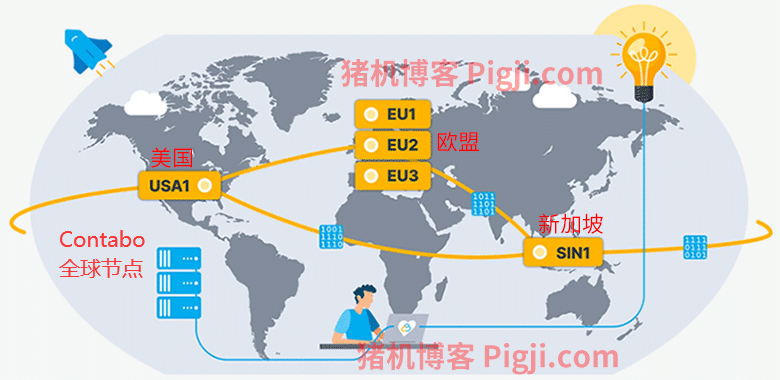 猪机博客 Pigji.com
EU1
EU2
欧盟
EU3
美国
USA1
1011
1101
1101
新加坡
SIN1
1001
1110
1110
1111
0111
0101
Contabo
全球节点
猪机博客 Pigji.com